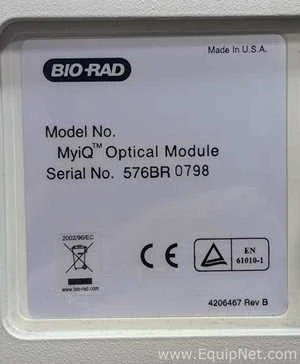 Made In U.S.A.
BIO-RAD
Model No.
MyiQ™ Optical Module
Serial No. 576BR 0798
2002/96/EC
www.bio-rad.com
CE
EN
61010-1
4206467 Rev B
© www.EquipNet.com